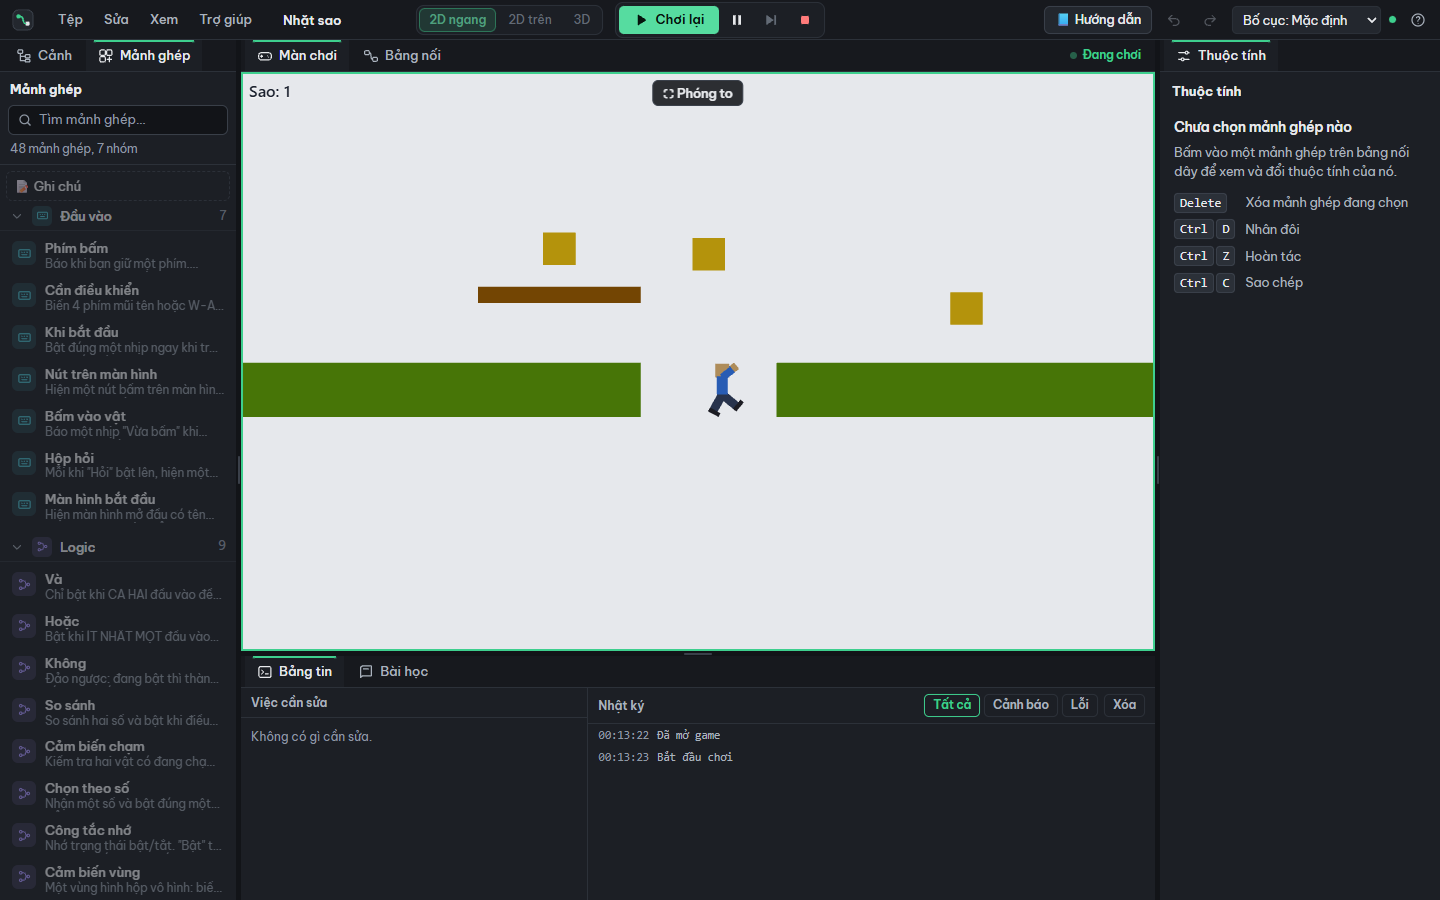 Tệp Sửa Xem Trợ giúp Nhặt sao 2D ngang 2D trên 3D Chơi lại Hướng dẫn Bố cục: Mặc định
Cảnh Mảnh ghép Màn chơi Bảng nối Đang chơi Thuộc tính
Mảnh ghép
Tìm mảnh ghép...
48 mảnh ghép, 7 nhóm
Ghi chú
Đầu vào 7
Phím bấm
Báo khi bạn giữ một phím....
Cần điều khiển
Biến 4 phím mũi tên hoặc W-A...
Khi bắt đầu
Bật đúng một nhịp ngay khi tr...
Nút trên màn hình
Hiện một nút bấm trên màn hìn...
Bấm vào vật
Báo một nhịp "Vừa bấm" khi...
Hộp hỏi
Mỗi khi "Hỏi" bật lên, hiện một...
Màn hình bắt đầu
Hiện màn hình mở đầu có tên...
Logic 9
Và
Chỉ bật khi CẢ HAI đầu vào đề...
Hoặc
Bật khi ÍT NHẤT MỘT đầu vào...
Không
Đảo ngược: đang bật thì thàn...
So sánh
So sánh hai số và bật khi điều...
Cảm biến chạm
Kiểm tra hai vật có đang chạ...
Chọn theo số
Nhận một số và bật đúng một...
Công tắc nhớ
Nhớ trạng thái bật/tắt. "Bật" t...
Cảm biến vùng
Một vùng hình hộp vô hình: biế...
Sao: 1
Phóng to
Bảng tin Bài học
Việc cần sửa
Không có gì cần sửa.
Nhật ký Tất cả Cảnh báo Lỗi Xóa
00:13:22 Đã mở game
00:13:23 Bắt đầu chơi
Thuộc tính
Chưa chọn mảnh ghép nào
Bấm vào một mảnh ghép trên bảng nối
dây để xem và đổi thuộc tính của nó.
Delete Xóa mảnh ghép đang chọn
Ctrl D Nhân đôi
Ctrl Z Hoàn tác
Ctrl C Sao chép